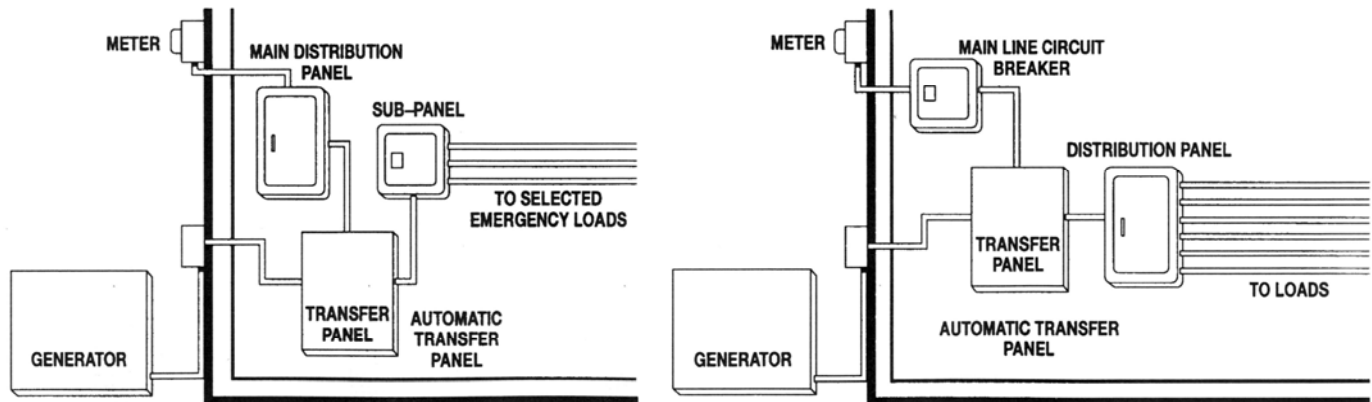 METER
MAIN DISTRIBUTION
PANEL
SUB–PANEL
TO SELECTED
EMERGENCY LOADS
TRANSFER
PANEL
AUTOMATIC
TRANSFER
PANEL
GENERATOR
METER
MAIN LINE CIRCUIT
BREAKER
DISTRIBUTION PANEL
TRANSFER
PANEL
TO LOADS
AUTOMATIC TRANSFER
PANEL
GENERATOR